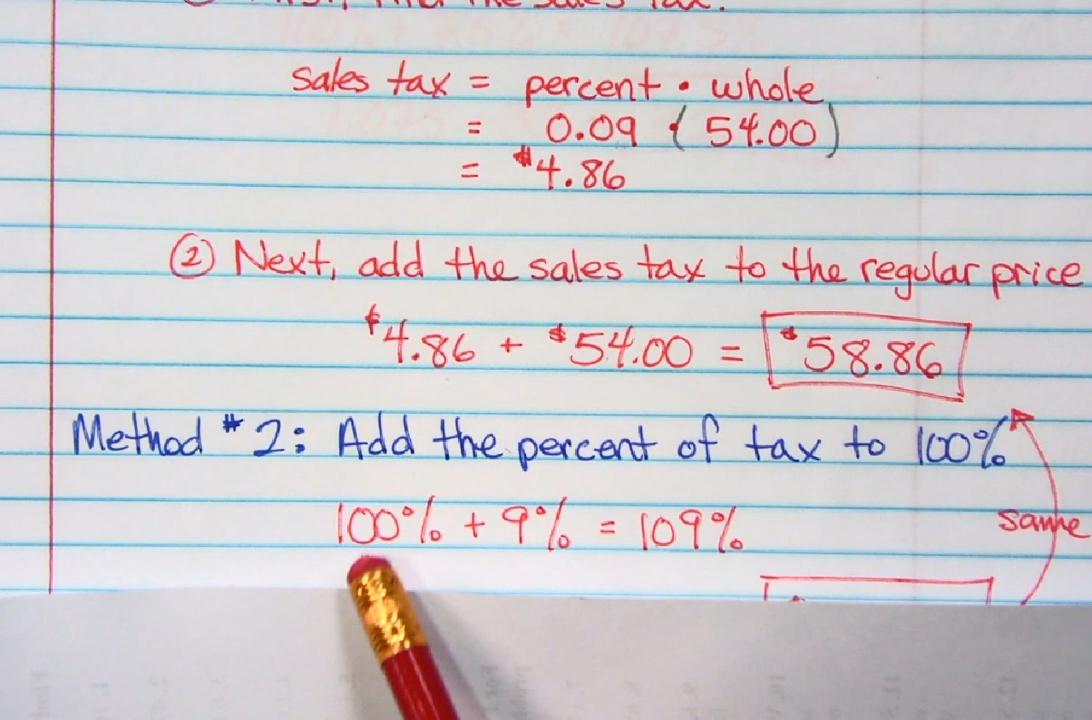 sales tax = percent • whole
= 0.09 • ( 54.00 )
= $4.86
② Next, add the sales tax to the regular price
$4.86 + $54.00 = $58.86
Method #2: Add the percent of tax to 100%
100% + 9% = 109%
same